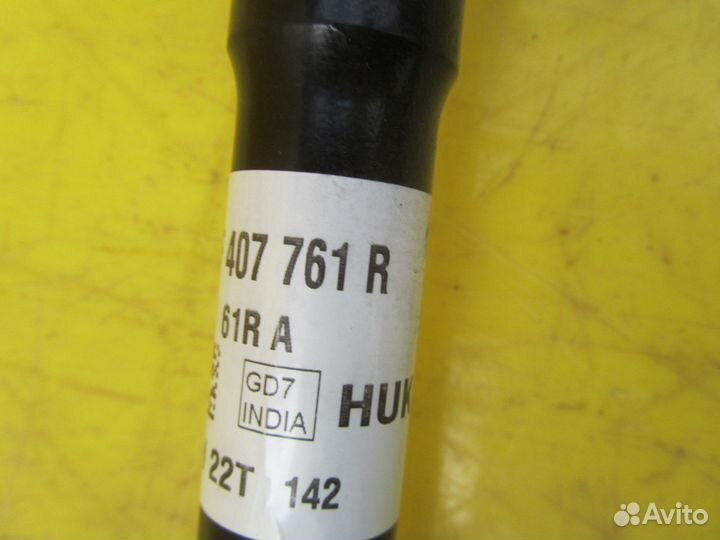 407 761 R
61R A
GD7
INDIA
HUK
22T 142
Avito